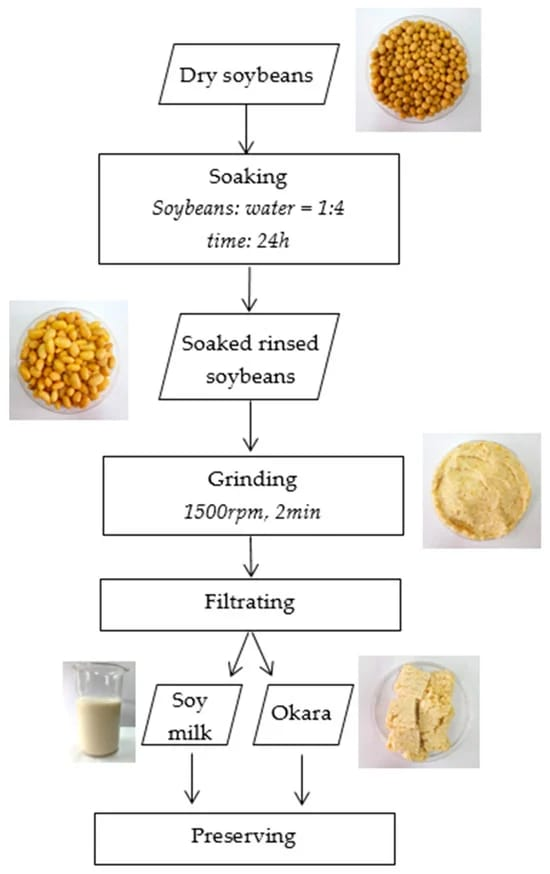 Dry soybeans
Soaking
Soybeans: water = 1:4
time: 24h
Soaked rinsed
soybeans
Grinding
1500rpm, 2min
Filtrating
Soy
milk
Okara
Preserving